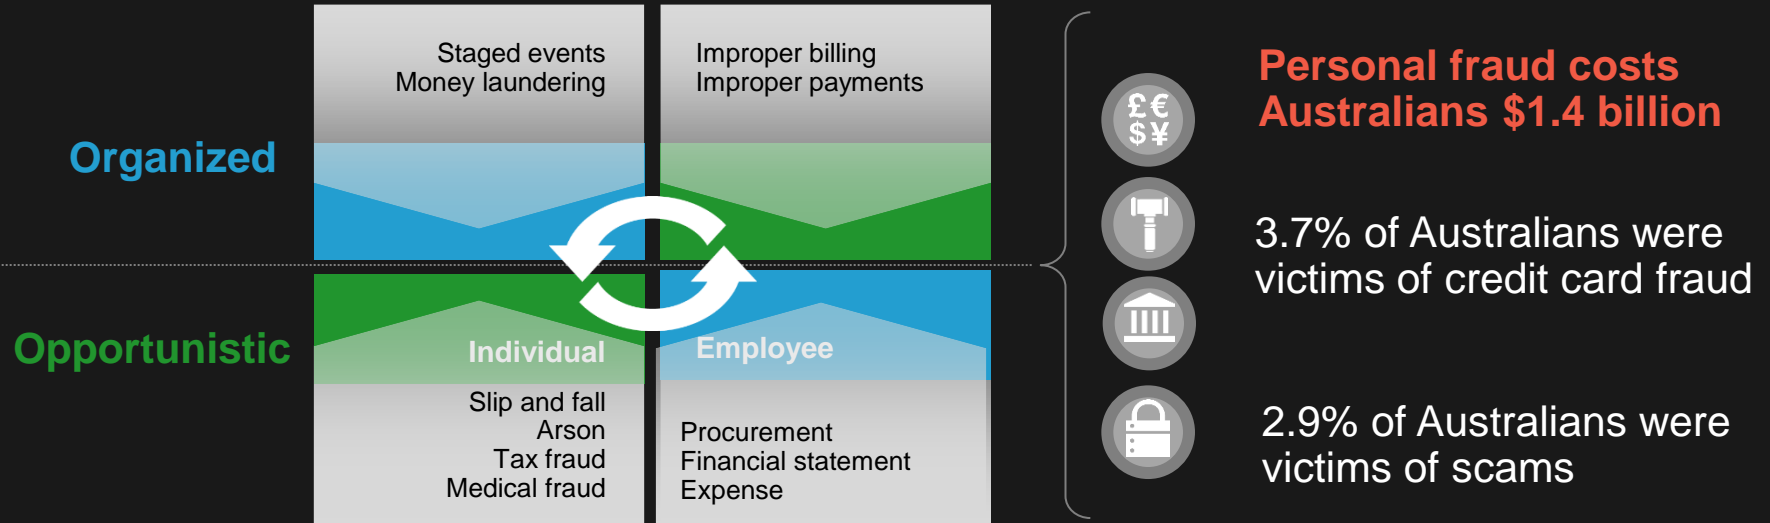 Organized
Opportunistic
Staged events
Money laundering
Improper billing
Improper payments
Individual
Slip and fall
Arson
Tax fraud
Medical fraud
Employee
Procurement
Financial statement
Expense
£€
$¥
Personal fraud costs
Australians $1.4 billion
3.7% of Australians were
victims of credit card fraud
2.9% of Australians were
victims of scams